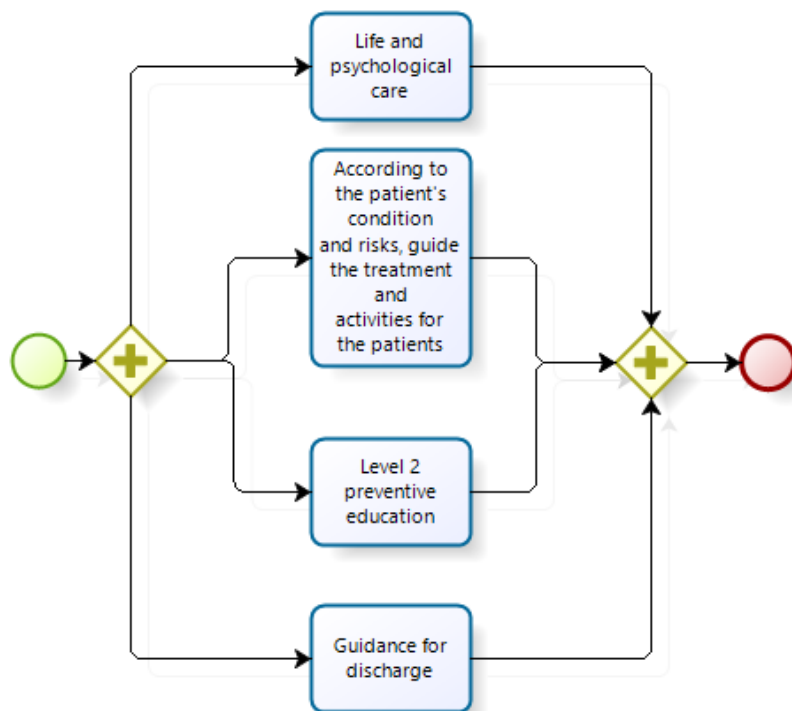 Life and
psychological
care
According to
the patient's
condition
and risks, guide
the treatment
and
activities for
the patients
Level 2
preventive
education
Guidance for
discharge